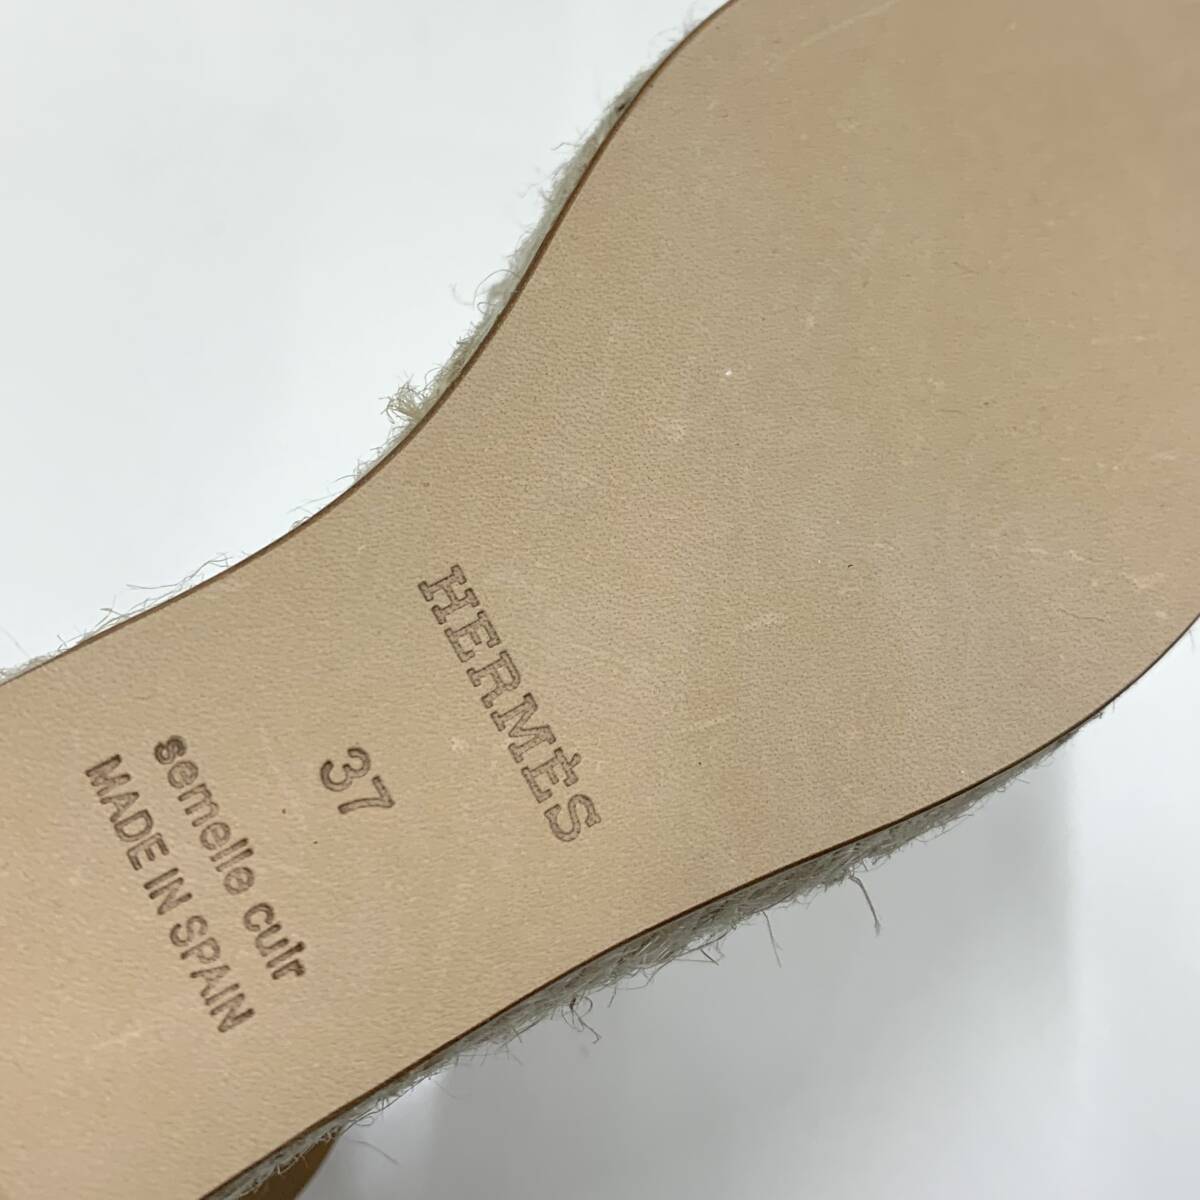 HERMÈS
37
semelle cuir
MADE IN SPAIN